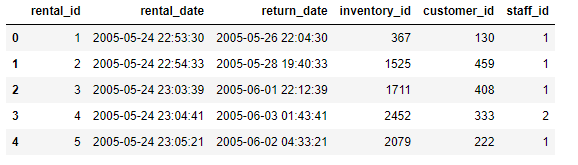 rental_id rental_date return_date inventory_id customer_id staff_id
0 1 2005-05-24 22:53:30 2005-05-26 22:04:30 367 130 1
1 2 2005-05-24 22:54:33 2005-05-28 19:40:33 1525 459 1
2 3 2005-05-24 23:03:39 2005-06-01 22:12:39 1711 408 1
3 4 2005-05-24 23:04:41 2005-06-03 01:43:41 2452 333 2
4 5 2005-05-24 23:05:21 2005-06-02 04:33:21 2079 222 1